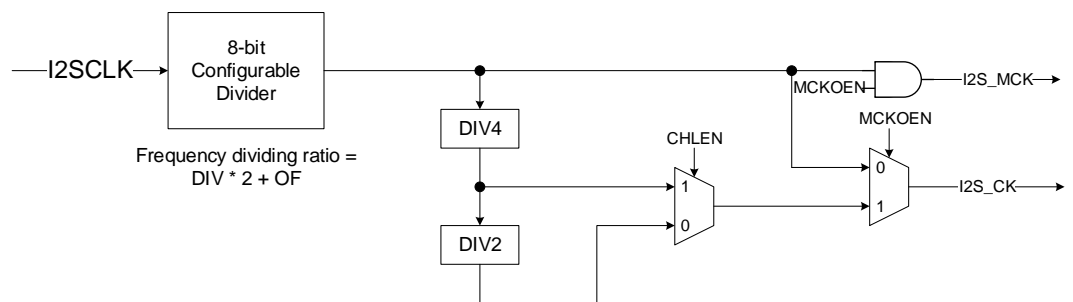 I2SCLK
8-bit
Configurable
Divider
Frequency dividing ratio =
DIV * 2 + OF
DIV4
DIV2
CHLEN
1
0
MCKOEN
I2S_MCK
MCKOEN
0
1
I2S_CK